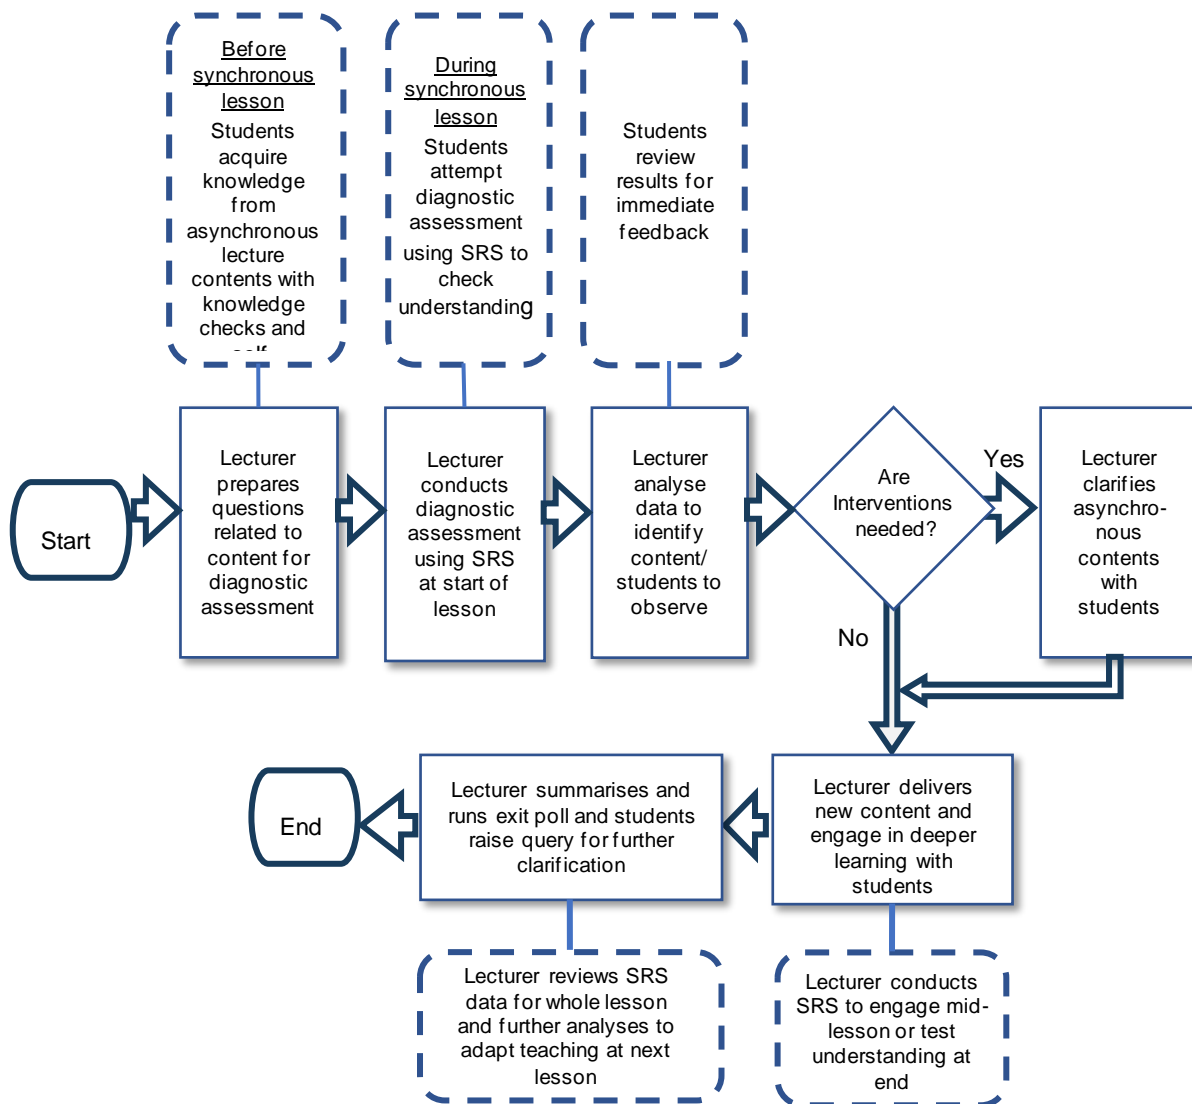 Before
synchronous
lesson
Students
acquire
knowledge
from
asynchronous
lecture
contents with
knowledge
checks and
During
synchronous
lesson
Students
attempt
diagnostic
assessment
using SRS to
check
understanding
Students
review
results for
immediate
feedback
Start
Lecturer
prepares
questions
related to
content for
diagnostic
assessment
Lecturer
conducts
diagnostic
assessment
using SRS
at start of
lesson
Lecturer
analyse
data to
identify
content/
students to
observe
Are
Interventions
needed?
Yes
No
Lecturer
clarifies
asynchro-
nous
contents
with
students
Lecturer delivers
new content and
engage in deeper
learning with
students
Lecturer summarises and
runs exit poll and students
raise query for further
clarification
End
Lecturer reviews SRS
data for whole lesson
and further analyses to
adapt teaching at next
lesson
Lecturer conducts
SRS to engage mid-
lesson or test
understanding at
end